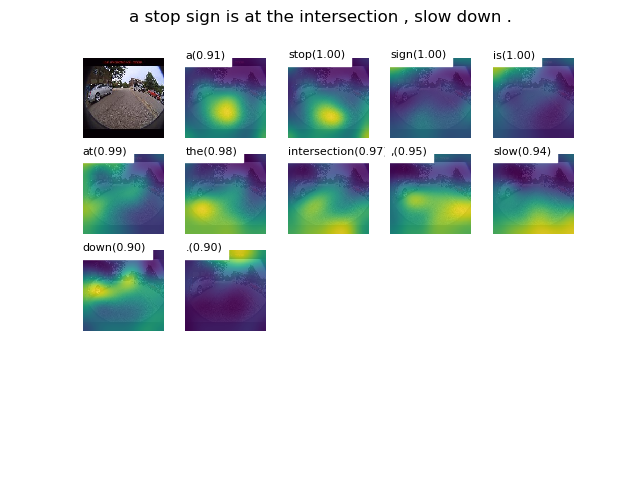 a stop sign is at the intersection , slow down .
a(0.91) stop(1.00) sign(1.00) is(1.00)
at(0.99) the(0.98) intersection(0.97) ,(0.95) slow(0.94)
down(0.90) .(0.90)